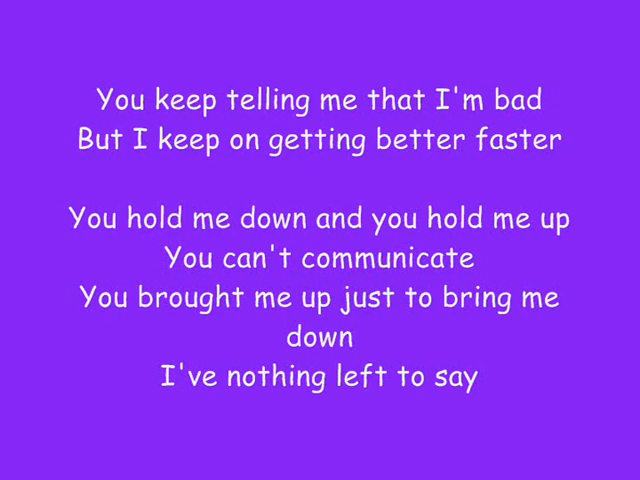 You keep telling me that I'm bad
But I keep on getting better faster
You hold me down and you hold me up
You can't communicate
You brought me up just to bring me
down
I've nothing left to say